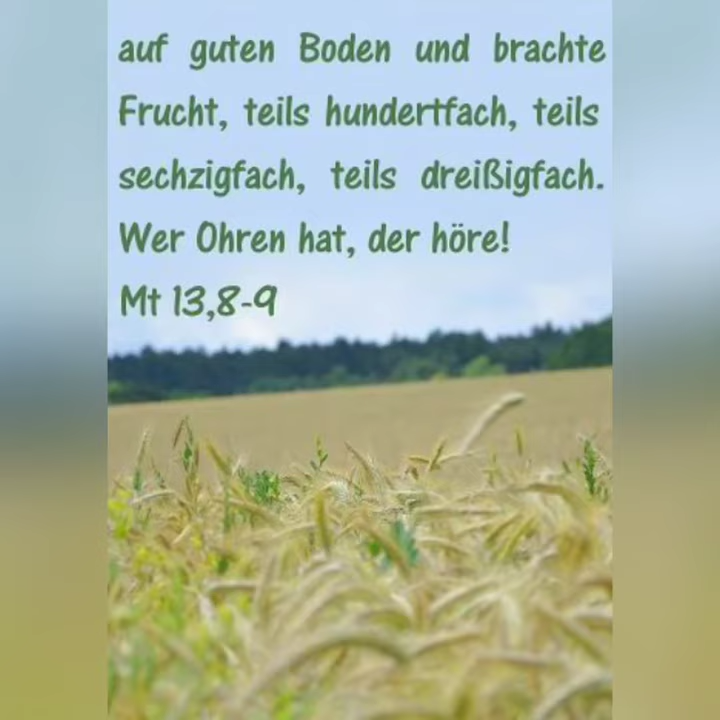 auf guten Boden und brachte
Frucht, teils hundertfach, teils
sechzigfach, teils dreißigfach.
Wer Ohren hat, der höre!
Mt 13,8-9